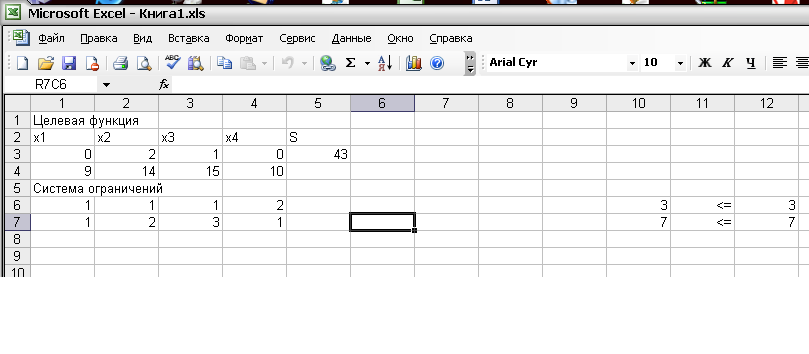 Microsoft Excel - Книга1.xls
Файл Правка Вид Вставка Формат Сервис Данные Окно Справка
Arial Cyr 10 Ж К Ч
R7C6 fx
1 2 3 4 5 6 7 8 9 10 11 12
1 Целевая функция
2 x1 x2 x3 x4 S
3 0 2 1 0 43
4 9 14 15 10
5 Система ограничений
6 1 1 1 2 3 <= 3
7 1 2 3 1 7 <= 7
8
9
10